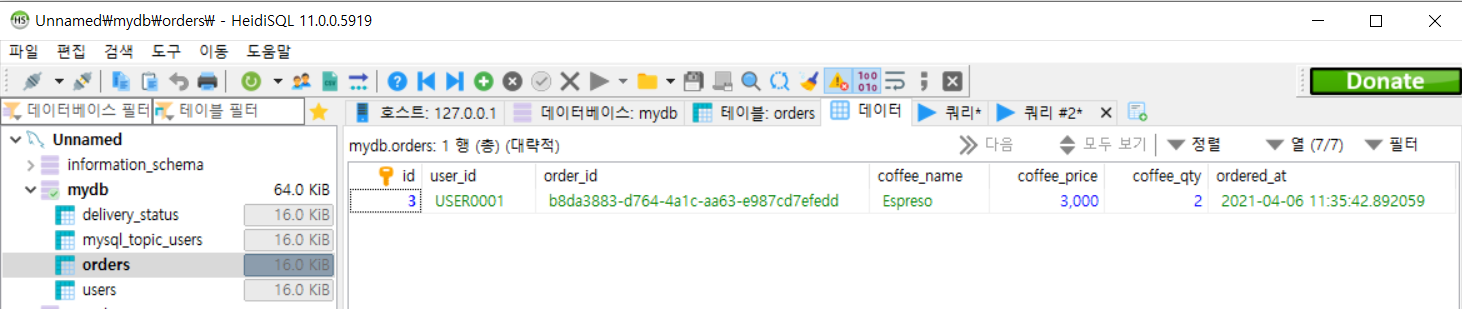 Unnamed₩mydb₩orders₩ - HeidiSQL 11.0.0.5919
파일 편집 검색 도구 이동 도움말
Donate
데이터베이스 필터 테이블 필터 호스트: 127.0.0.1 데이터베이스: mydb 테이블: orders 데이터 쿼리* 쿼리 #2*
Unnamed
mydb.orders: 1 행 (총) (대략적) 다음 모두 보기 정렬 열 (7/7) 필터
information_schema
id user_id order_id coffee_name coffee_price coffee_qty ordered_at
mydb 64.0 KiB
3 USER0001 b8da3883-d764-4a1c-aa63-e987cd7efedd Espreso 3,000 2 2021-04-06 11:35:42.892059
delivery_status 16.0 KiB
mysql_topic_users 16.0 KiB
orders 16.0 KiB
users 16.0 KiB